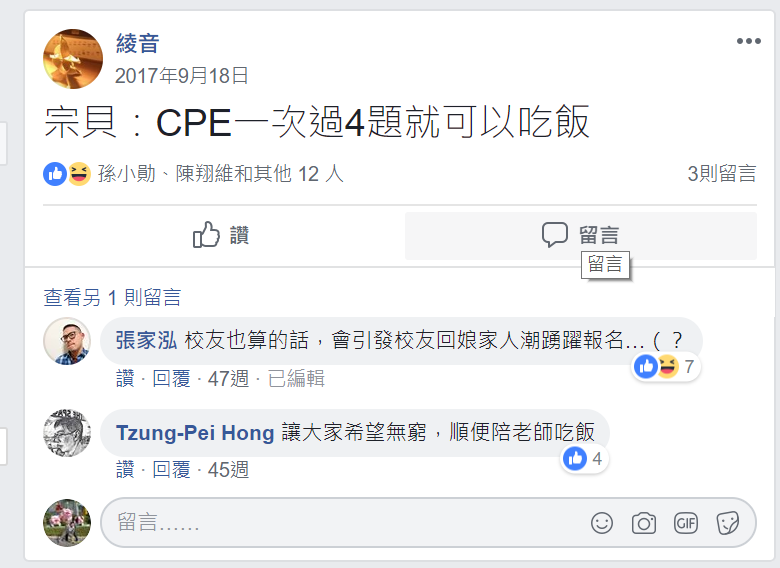 綾音
2017年9月18日
宗貝：CPE一次過4題就可以吃飯
孫小勛、陳翔維和其他 12 人
3則留言
讚
留言
留言
查看另 1 則留言
張家泓 校友也算的話，會引發校友回娘家人潮踴躍報名...（？
7
讚 · 回覆 · 47週 · 已編輯
Tzung-Pei Hong 讓大家希望無窮，順便陪老師吃飯
4
讚 · 回覆 · 45週
留言......
GIF